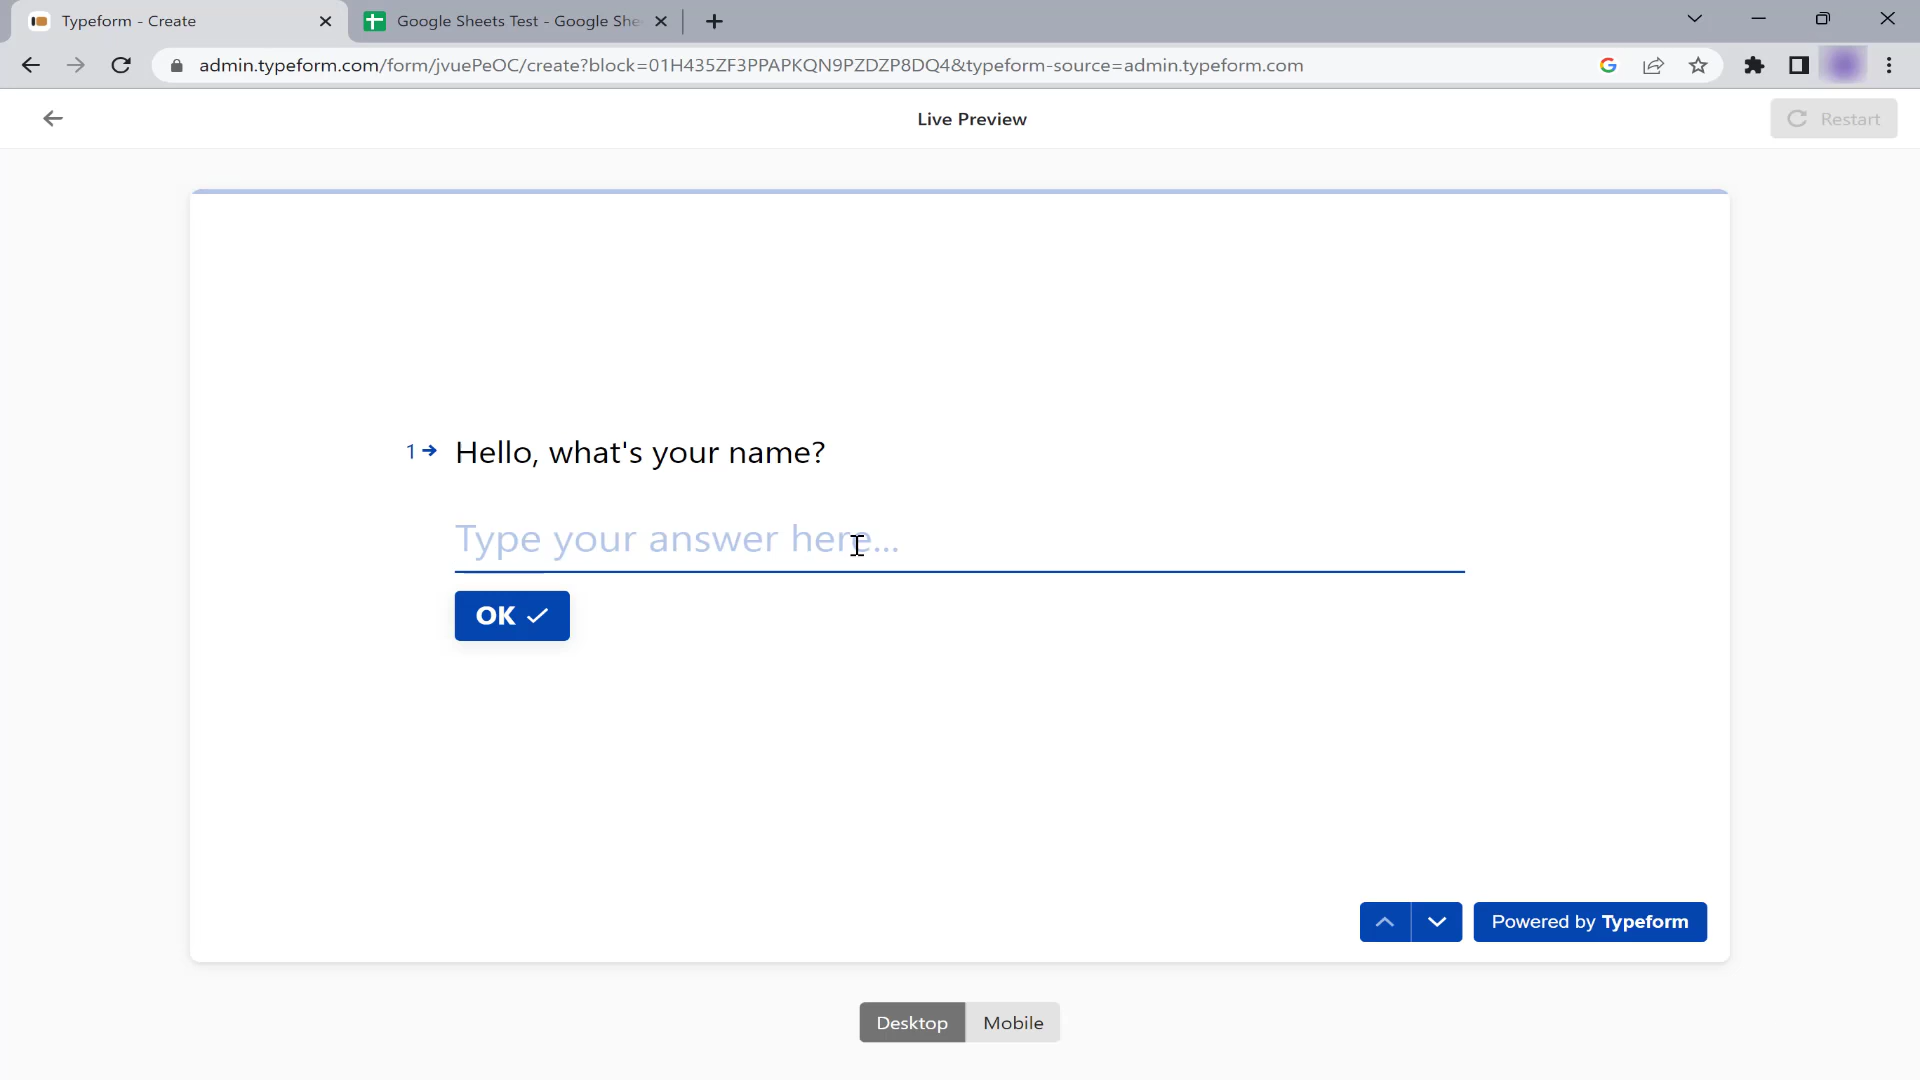 Typeform - Create
Google Sheets Test - Google She
admin.typeform.com/form/jvuePeOC/create?block=01H435ZF3PPAPKQN9PZDZP8DQ4&typeform-source=admin.typeform.com
Live Preview
Restart
1 Hello, what's your name?
Type your answer here...
OK
Powered by Typeform
Desktop
Mobile